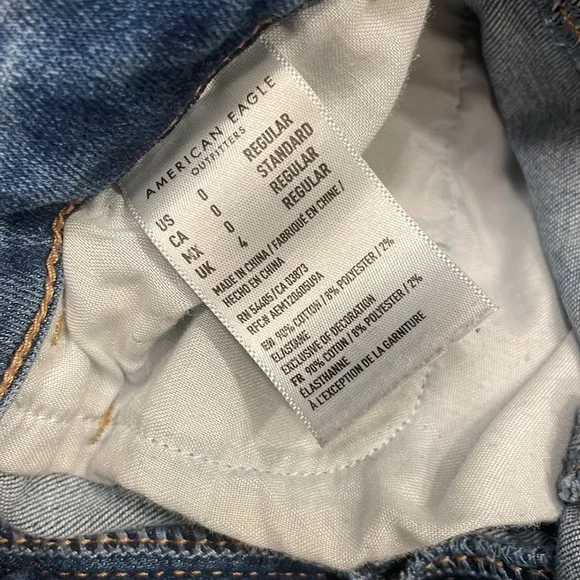 AMERICAN EAGLE
OUTFITTERS
US 0 REGULAR
CA 0 STANDARD
MX 0 REGULAR
UK 4 REGULAR
MADE IN CHINA / FABRIQUÉ EN CHINE /
HECHO EN CHINA
RN 54485/CA 03873
RFC# AEM1206050J9A
EN 90% COTTON / 8% POLYESTER / 2%
ELASTANE
EXCLUSIVE OF DECORATION
FR 90% COTON / 8% POLYESTER / 2%
ÉLASTHANNE
À L'EXCEPTION DE LA GARNITURE